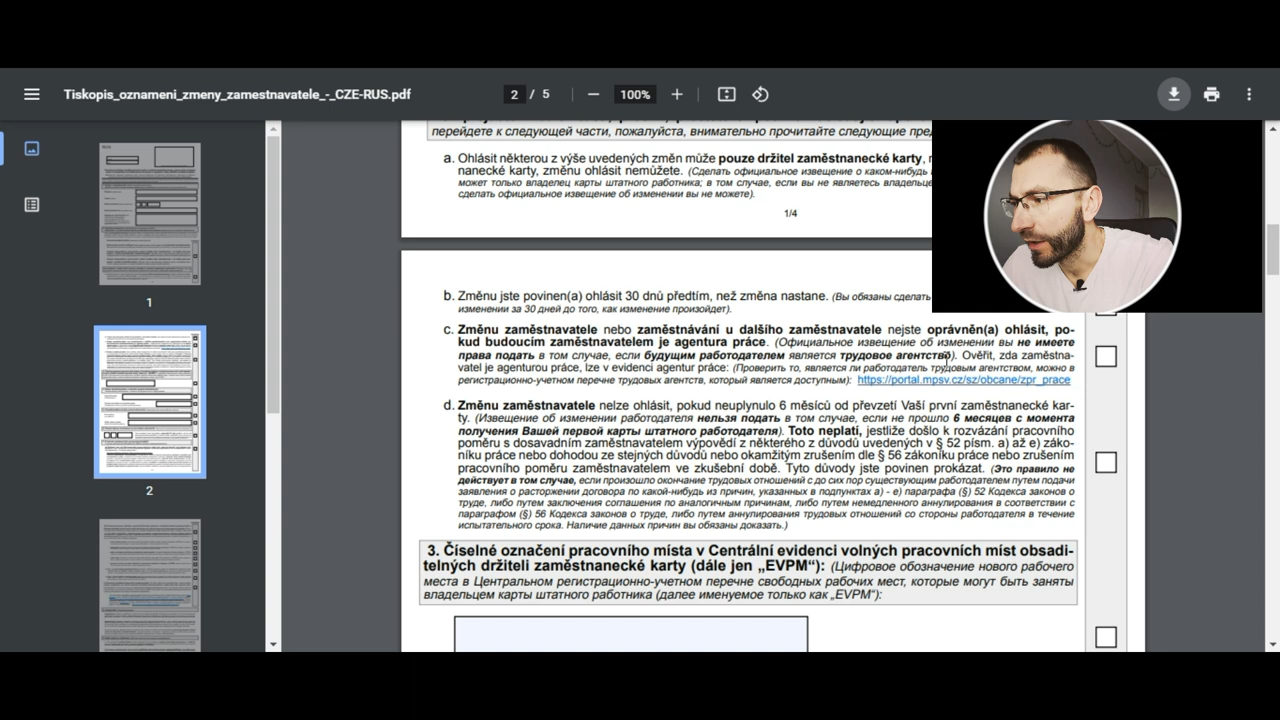 Tiskopis_oznameni_zmeny_zamestnavatele_-_CZE-RUS.pdf
2 / 5
100%
перейдете к следующей части, пожалуйста, внимательно прочитайте следующие пред
a. Ohlásit některou z výše uvedených změn může pouze držitel zaměstnanecké karty,
nanecké karty, změnu ohlásit nemůžete. (Сделать официальное извещение о каком-нибудь
может только владелец карты штатного работника; в том случае, если вы не являетесь владельце
сделать официальное извещение об изменении вы не можете).
1/4
b. Změnu jste povinen(a) ohlásit 30 dnů předtím, než změna nastane. (Вы обязаны сделать
изменении за 30 дней до того, как изменение произойдет).
c. Změnu zaměstnavatele nebo zaměstnávání u dalšího zaměstnavatele nejste oprávněn(a) ohlásit, po-
kud budoucím zaměstnavatelem je agentura práce. (Официальное извещение об изменении вы не имеете
права подать в том случае, если будущим работодателем является трудовое агентство). Ověřit, zda zaměstna-
vatel je agenturou práce, lze v evidenci agentur práce: (Проверить то, является ли работодатель трудовым агентством, можно в
регистрационно-учетном перечне трудовых агентств, который является доступным): https://portal.mpsv.cz/sz/obcane/zpr_prace
d. Změnu zaměstnavatele nelze ohlásit, pokud neuplynulo 6 měsíců od převzetí Vaší první zaměstnanecké kar-
ty. (Извещение об изменении работодателя нельзя подать в том случае, если не прошло 6 месяцев с момента
получения Вашей первой карты штатного работника). Toto neplatí, jestliže došlo k rozvázání pracovního
poměru s dosavadním zaměstnavatelem výpovědí z některého z důvodů uvedených v § 52 písm. a) až e) záko-
níku práce nebo dohodou ze stejných důvodů nebo okamžitým zrušením dle § 56 zákoníku práce nebo zrušením
pracovního poměru zaměstnavatelem ve zkušební době. Tyto důvody jste povinen prokázat. (Это правило не
действует в том случае, если произошло окончание трудовых отношений с до сих пор существующим работодателем путем подачи
заявления о расторжении договора по какой-нибудь из причин, указанных в подпунктах a) - e) параграфа (§) 52 Кодекса законов о
труде, либо путем заключения соглашения по аналогичным причинам, либо путем немедленного аннулирования в соответствии с
параграфом (§) 56 Кодекса законов о труде, либо путем аннулирования трудовых отношений со стороны работодателя в течение
испытательного срока. Наличие данных причин вы обязаны доказать.)
3. Číselné označení pracovního místa v Centrální evidenci volných pracovních míst obsadi-
telných držiteli zaměstnanecké karty (dále jen „EVPM“): (Цифровое обозначение нового рабочего
места в Центральном регистрационно-учетном перечне свободных рабочих мест, которые могут быть заняты
владельцем карты штатного работника (далее именуемое только как „EVPM“):
1
2